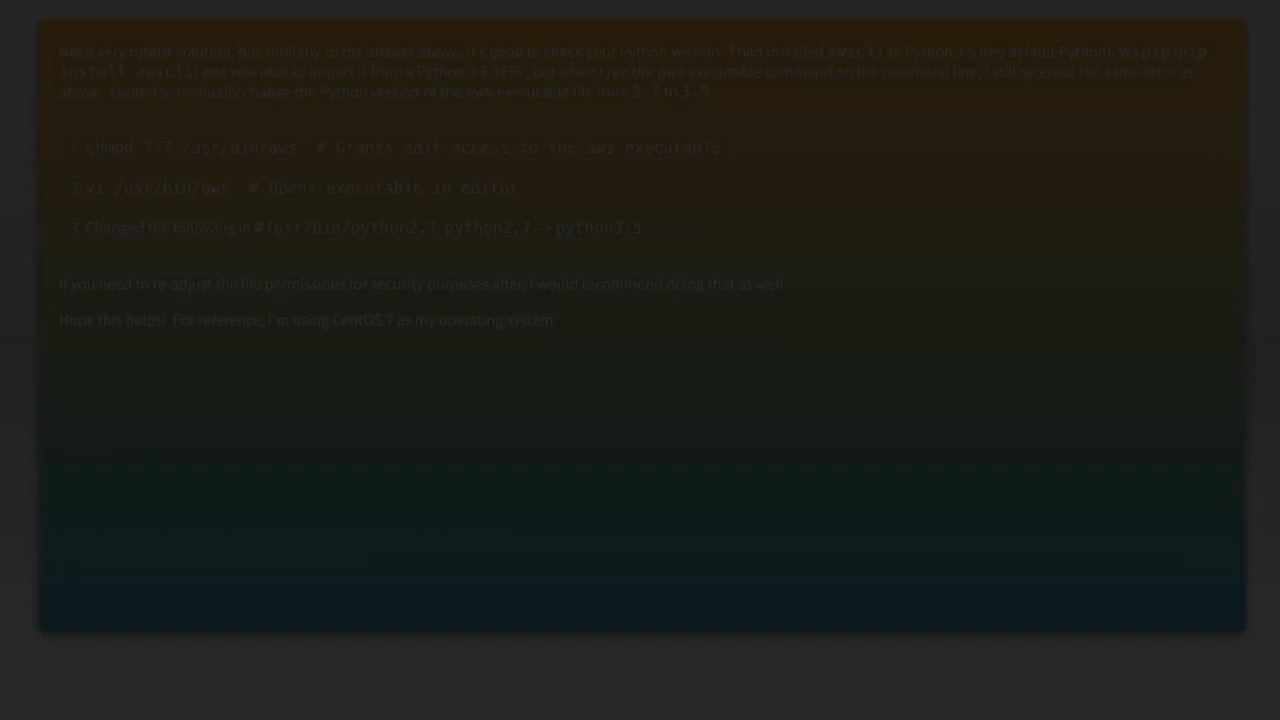 Not a very robust solution, but similarly to the answer above, it's good to check your Python version. I had installed awscli to Python 3.5 (my default Python), via pip (pip
install awscli) and was able to import it from a Python 3.5 REPL, but when I ran the aws executable command on the command line, I still received the same error as
above. I opted to manually change the Python version of the aws executable file from 2.7 to 3.5.
1. chmod 777 /usr/bin/aws  # Grants edit access to the aws executable
2. vi /usr/bin/aws  # Opens executable in editor
3. Changed the following in #!usr/bin/python2.7: python2.7 -> python3.5
If you need to re-adjust the file permissions for security purposes after, I would recommend doing that as well.
Hope this helps!  For reference, I'm using CentOS 7 as my operating system.